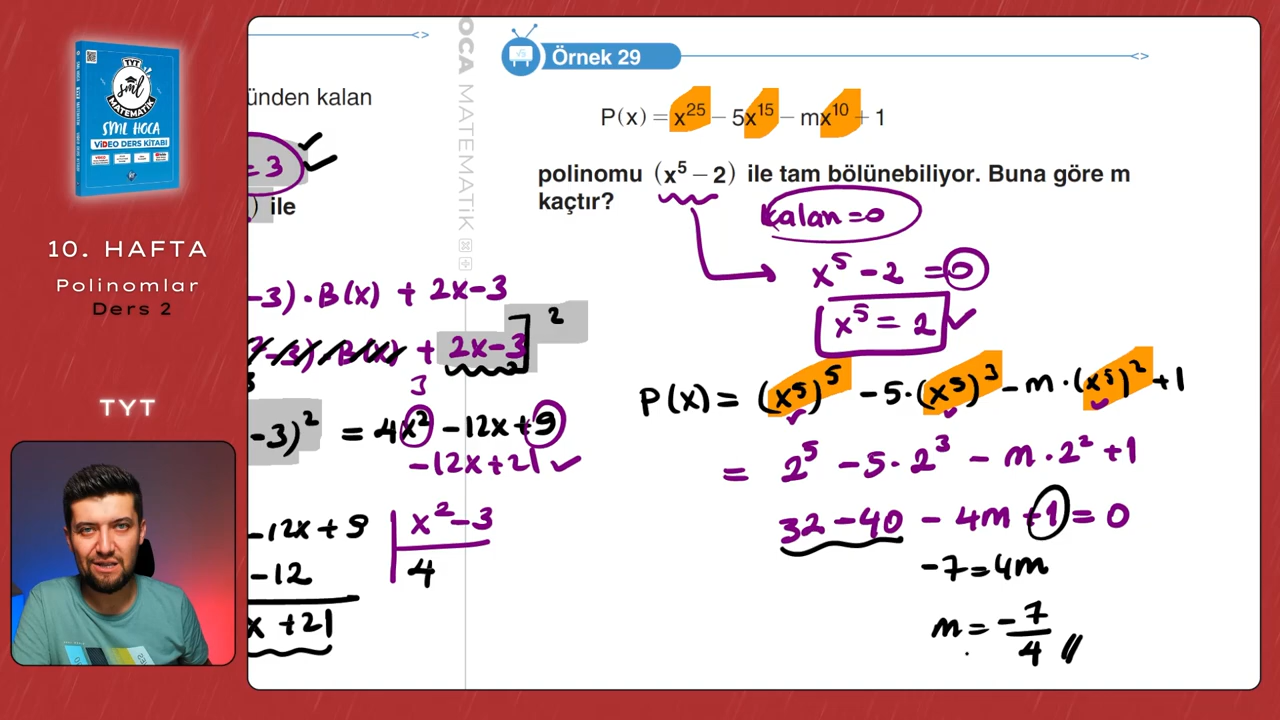 TYT
sml
MATEMATİK
SML HOCA
VİDEO DERS KİTABI
10. HAFTA
Polinomlar
Ders 2
TYT
ünden kalan
= 3
) ile
-3)·B(x) + 2x-3
-3)·B(x) + 2x-3 ] 2
3
-3)² = 4x² -12x+9
-12x+21
-12x+9 | x²-3
-12 4
x +21
OCA MATEMATİK
Örnek 29
P(x) = x²⁵ − 5x¹⁵ − mx¹⁰ + 1
polinomu (x⁵ − 2) ile tam bölünebiliyor. Buna göre m
kaçtır?
kalan=0
x⁵ -2 = 0
x⁵ = 2
P(x) = (x⁵)⁵ -5·(x⁵)³ -m·(x⁵)² +1
= 2⁵ -5·2³ -m·2² +1
32-40 -4m +1 = 0
-7=4m
m = -7/4